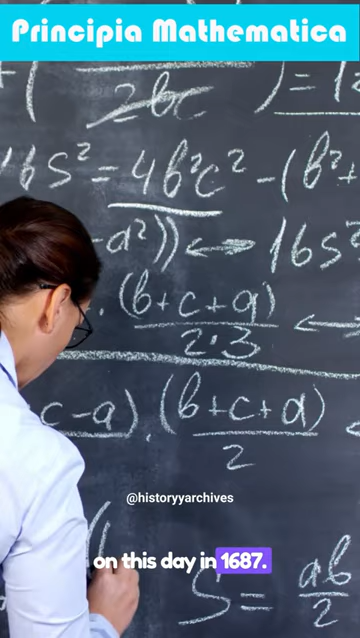 Principia Mathematica
2bc
) = 1
16S² = 4b²c² - (b² +
-a²)) ⟷ 16S²
. (b+c+a) ⟷
2·3
c-a) . (b+c+a)
2
@historyyarchives
on this day in 1687.
S = ab
2